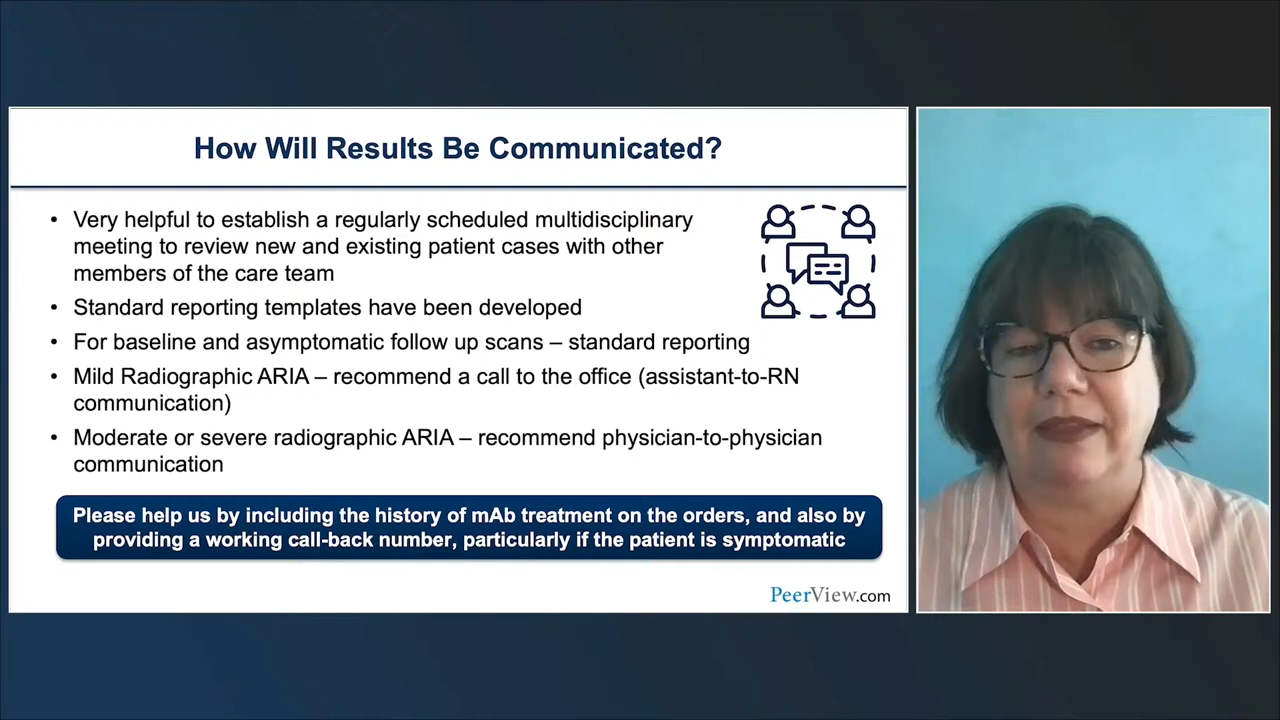 How Will Results Be Communicated?
• Very helpful to establish a regularly scheduled multidisciplinary
meeting to review new and existing patient cases with other
members of the care team
• Standard reporting templates have been developed
• For baseline and asymptomatic follow up scans – standard reporting
• Mild Radiographic ARIA – recommend a call to the office (assistant-to-RN
communication)
• Moderate or severe radiographic ARIA – recommend physician-to-physician
communication
Please help us by including the history of mAb treatment on the orders, and also by
providing a working call-back number, particularly if the patient is symptomatic
PeerView.com